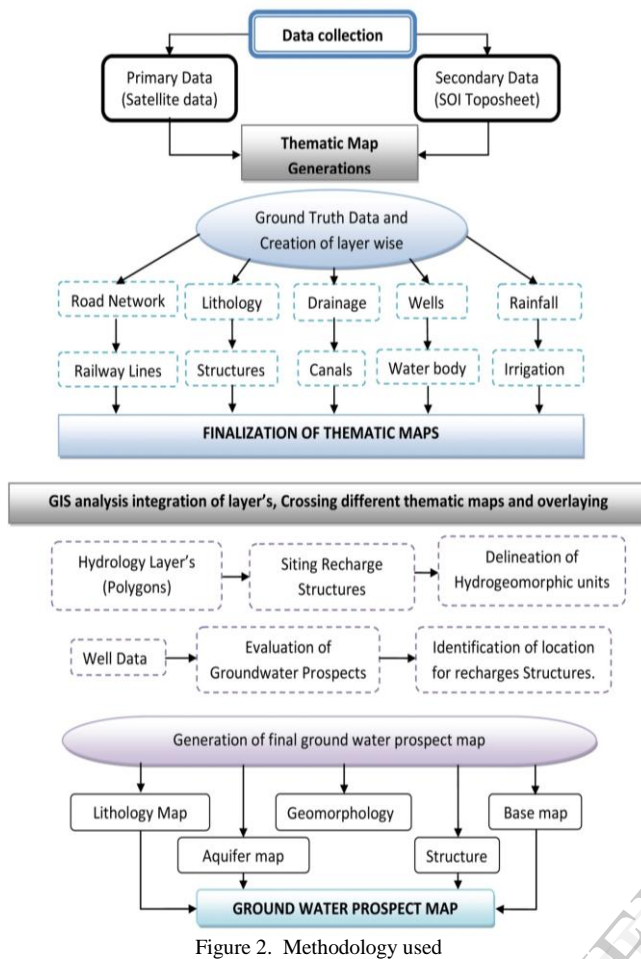 Data collection
Primary Data
(Satellite data)
Secondary Data
(SOI Toposheet)
Thematic Map
Generations
Ground Truth Data and
Creation of layer wise
Road Network
Lithology
Drainage
Wells
Rainfall
Railway Lines
Structures
Canals
Water body
Irrigation
FINALIZATION OF THEMATIC MAPS
GIS analysis integration of layer's, Crossing different thematic maps and overlaying
Hydrology Layer's
(Polygons)
Siting Recharge
Structures
Delineation of
Hydrogeomorphic units
Well Data
Evaluation of
Groundwater Prospects
Identification of location
for recharges Structures.
Generation of final ground water prospect map
Lithology Map
Geomorphology
Base map
Aquifer map
Structure
GROUND WATER PROSPECT MAP
Figure 2. Methodology used